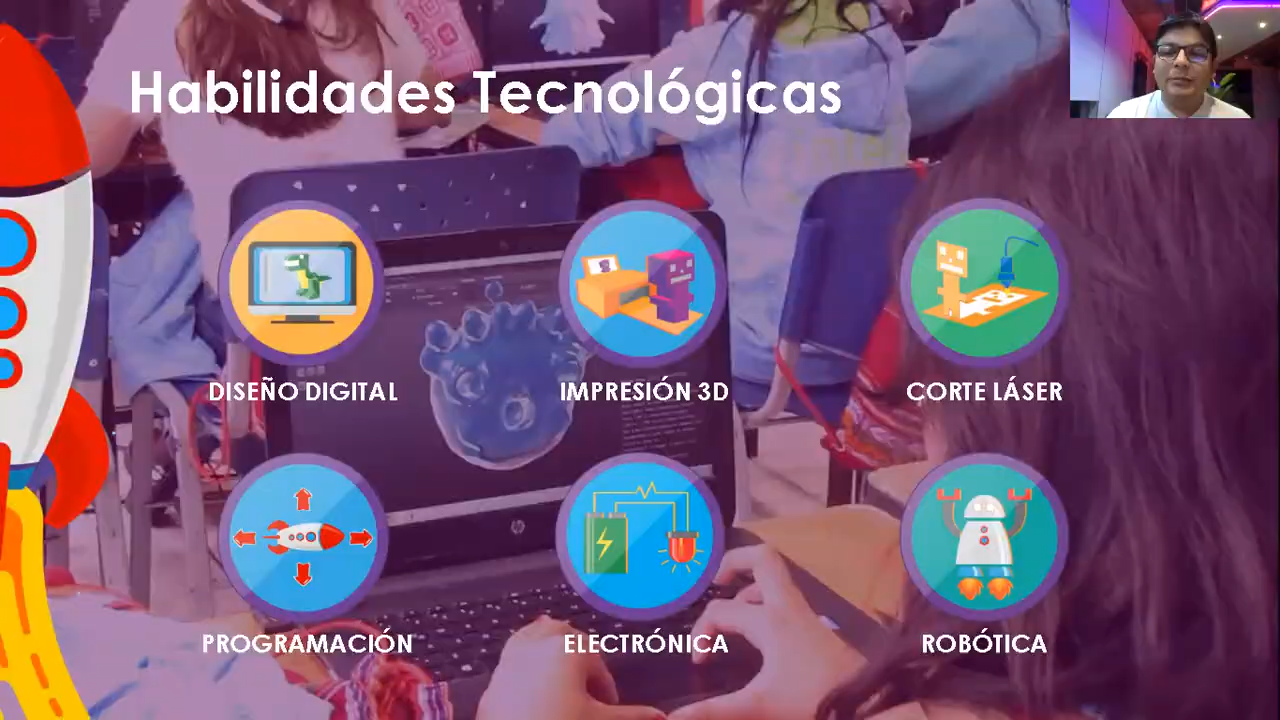 Habilidades Tecnológicas
DISEÑO DIGITAL
IMPRESIÓN 3D
CORTE LÁSER
PROGRAMACIÓN
ELECTRÓNICA
ROBÓTICA